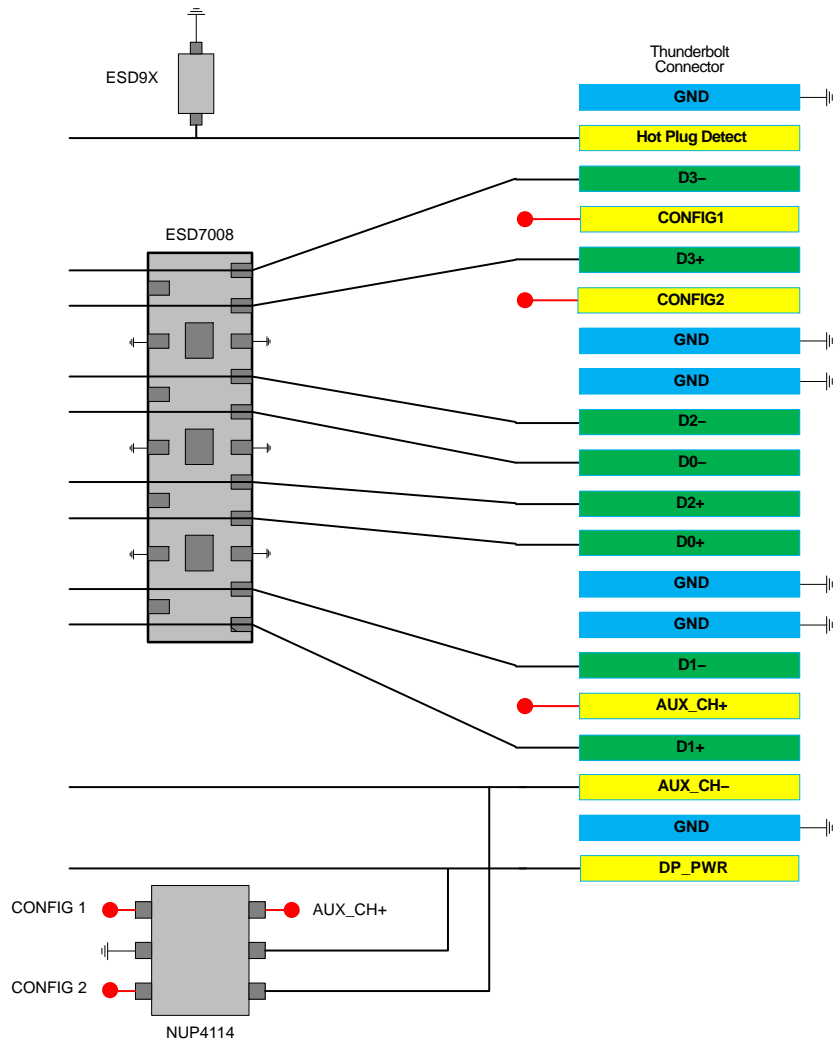 Thunderbolt
Connector
ESD9X
GND
Hot Plug Detect
D3–
CONFIG1
ESD7008
D3+
CONFIG2
GND
GND
D2–
D0–
D2+
D0+
GND
GND
D1–
AUX_CH+
D1+
AUX_CH–
GND
DP_PWR
CONFIG 1
AUX_CH+
CONFIG 2
NUP4114